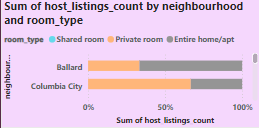 Sum of host_listings_count by neighbourhood
and room_type
room_type Shared room Private room Entire home/apt
neighbour...
Ballard
Columbia City
0% 50% 100%
Sum of host_listings_count